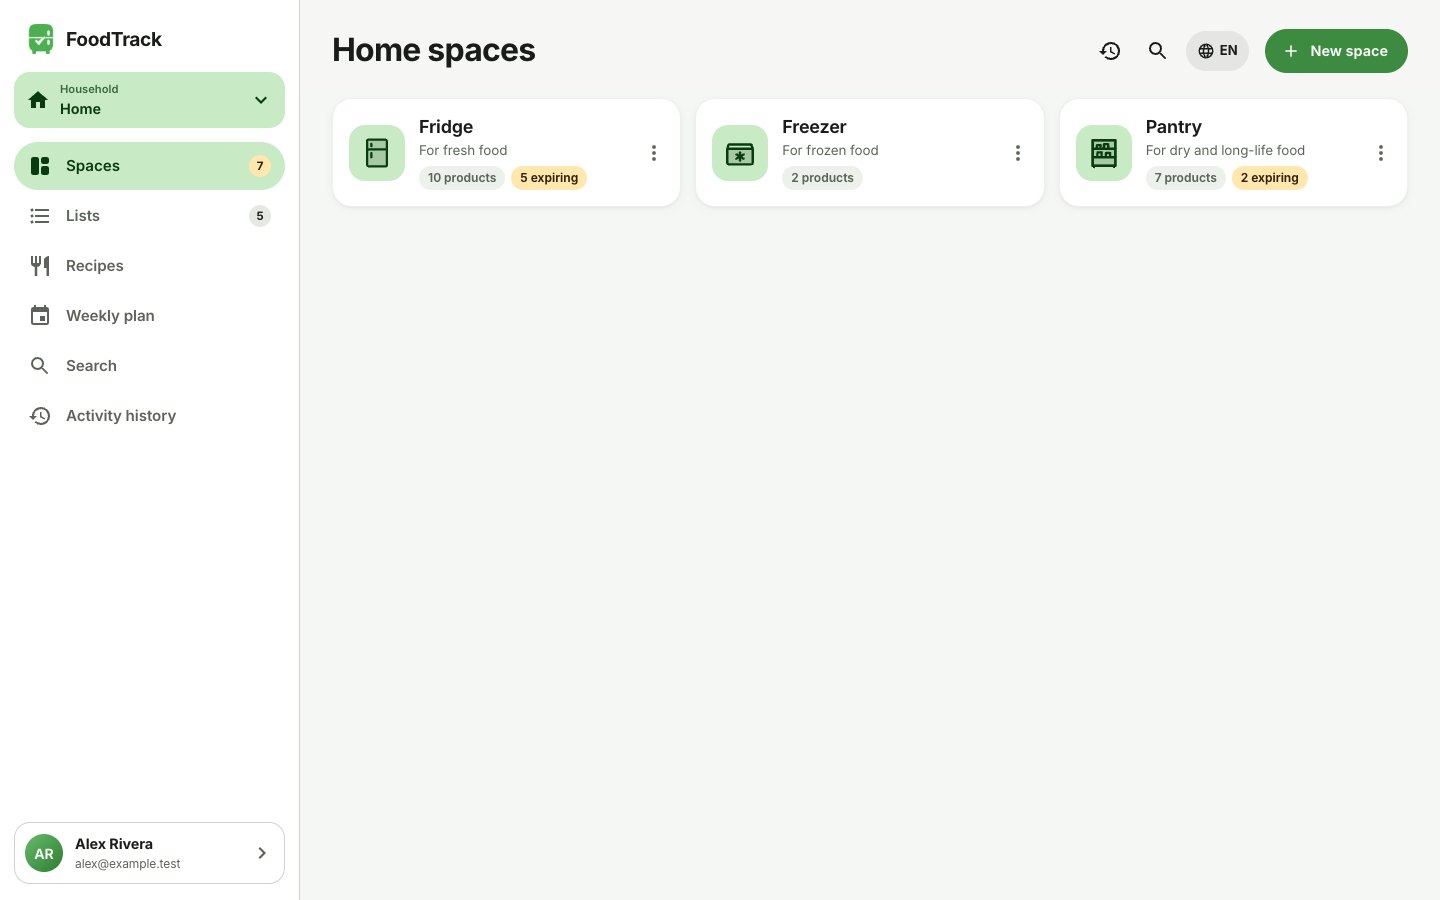 FoodTrack
Household
Home
Spaces
7
Lists
5
Recipes
Weekly plan
Search
Activity history
AR
Alex Rivera
alex@example.test
Home spaces
EN
New space
Fridge
For fresh food
10 products
5 expiring
Freezer
For frozen food
2 products
Pantry
For dry and long-life food
7 products
2 expiring